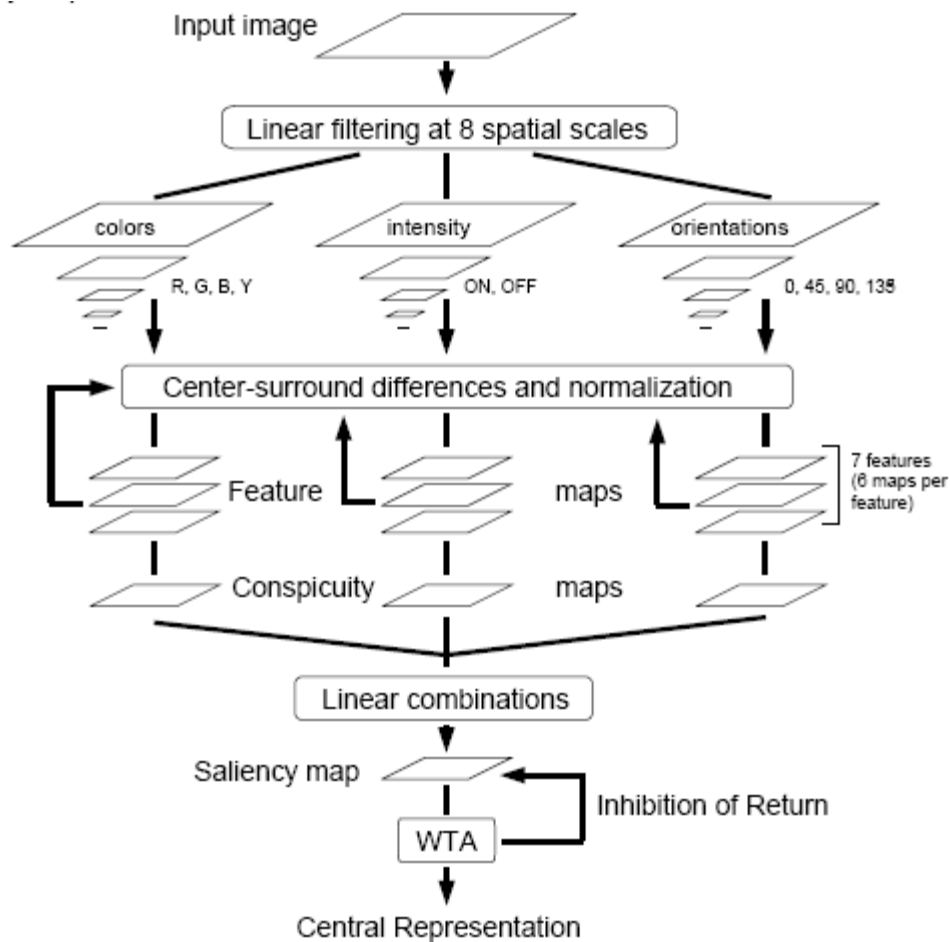 Input image
Linear filtering at 8 spatial scales
colors
intensity
orientations
R, G, B, Y
ON, OFF
0, 45, 90, 135
Center-surround differences and normalization
7 features
(6 maps per
feature)
Feature maps
Conspicuity maps
Linear combinations
Saliency map
Inhibition of Return
WTA
Central Representation